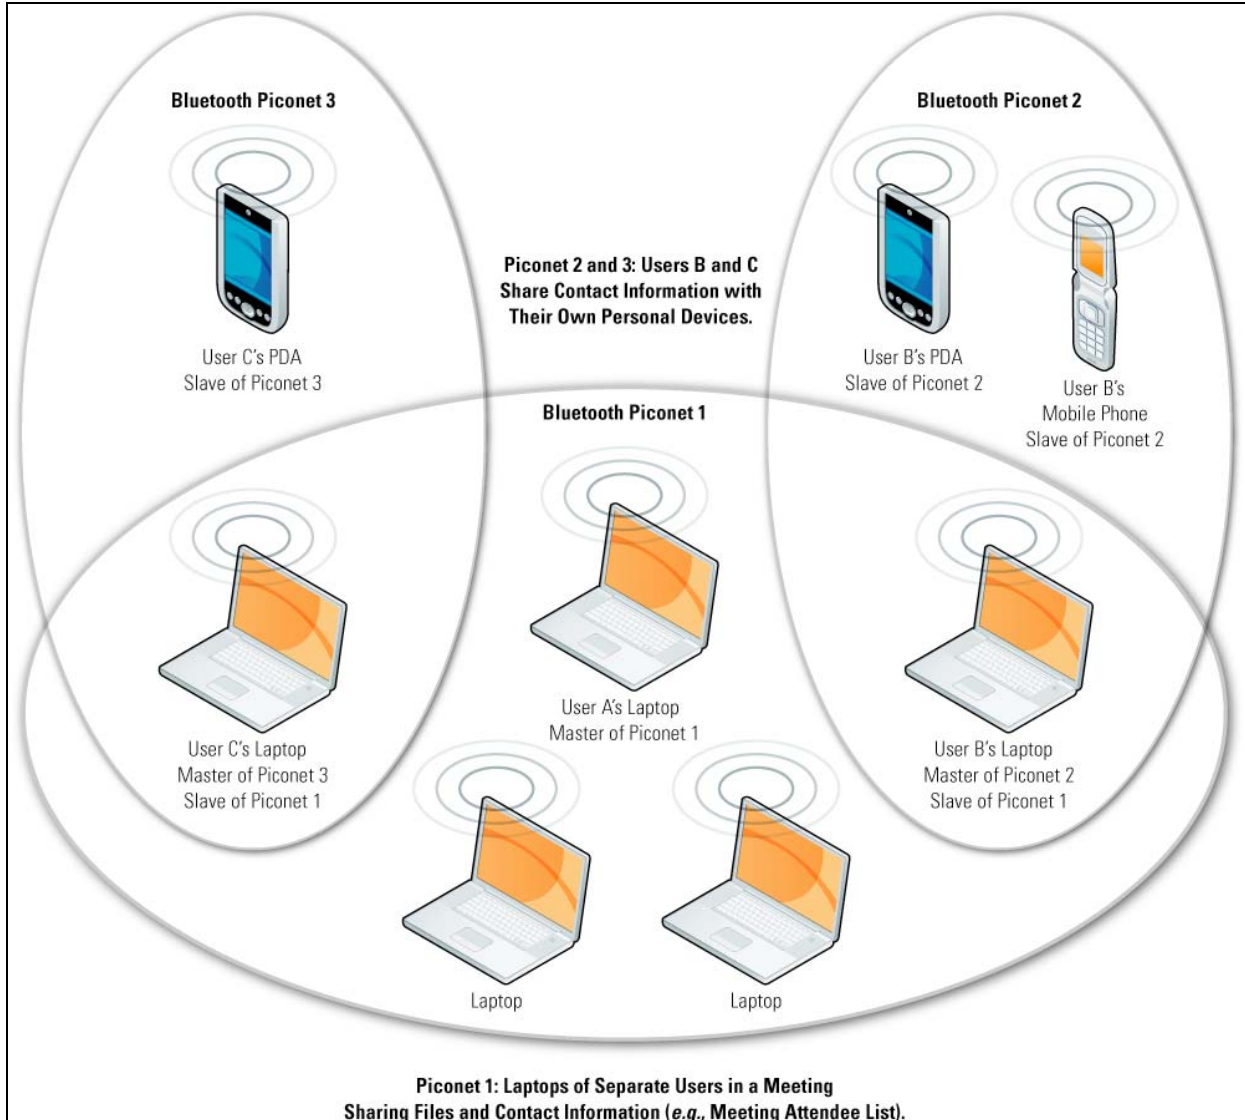 Bluetooth Piconet 3
Bluetooth Piconet 2
Piconet 2 and 3: Users B and C
Share Contact Information with
Their Own Personal Devices.
User C's PDA
Slave of Piconet 3
User B's PDA
Slave of Piconet 2
User B's
Mobile Phone
Slave of Piconet 2
Bluetooth Piconet 1
User A's Laptop
Master of Piconet 1
User C's Laptop
Master of Piconet 3
Slave of Piconet 1
User B's Laptop
Master of Piconet 2
Slave of Piconet 1
Laptop
Laptop
Piconet 1: Laptops of Separate Users in a Meeting
Sharing Files and Contact Information (e.g., Meeting Attendee List).